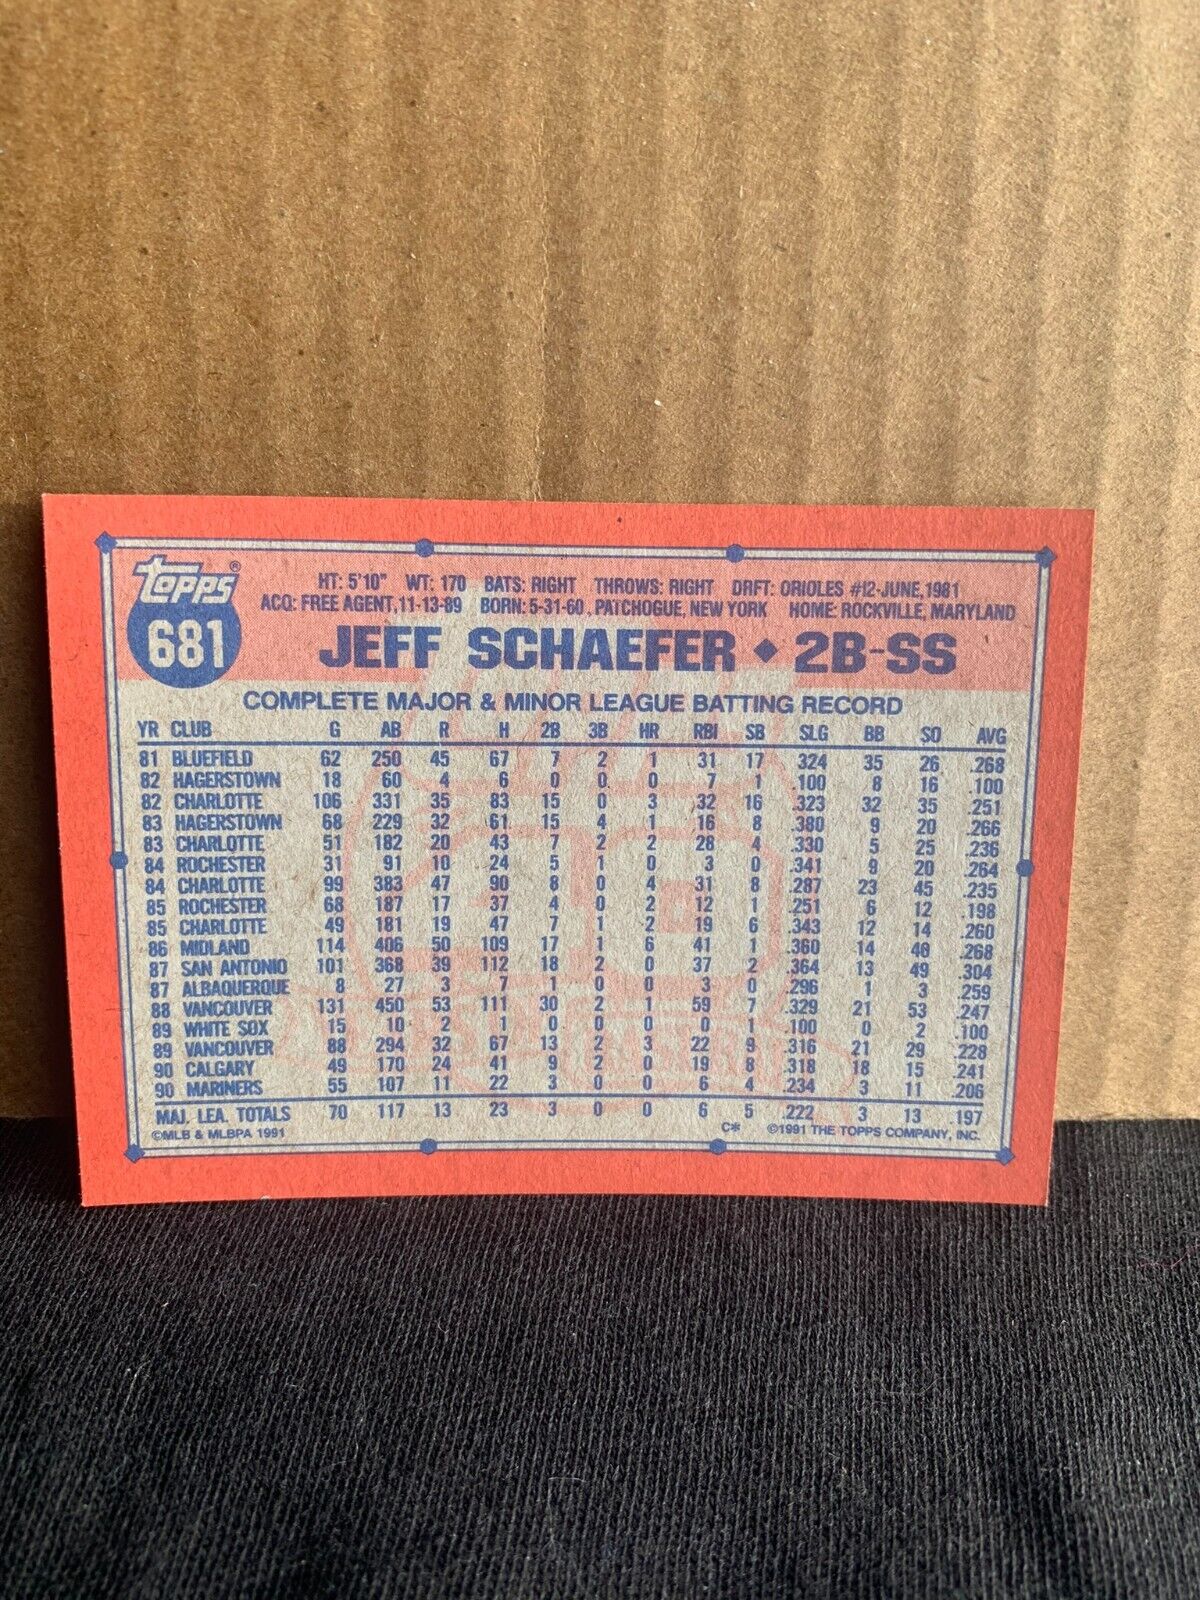 TOPPS®
681
HT: 5'10" WT: 170 BATS: RIGHT THROWS: RIGHT DRFT: ORIOLES #12-JUNE, 1981
ACQ: FREE AGENT, 11-13-89 BORN: 5-31-60, PATCHOGUE, NEW YORK HOME: ROCKVILLE, MARYLAND
JEFF SCHAEFER ◆ 2B-SS
COMPLETE MAJOR & MINOR LEAGUE BATTING RECORD
YR CLUB G AB R H 2B 3B HR RBI SB SLG BB SO AVG
81 BLUEFIELD 62 250 45 67 7 2 1 31 17 .324 35 26 .268
82 HAGERSTOWN 18 60 4 6 0 0 0 7 1 .100 8 16 .100
82 CHARLOTTE 106 331 35 83 15 0 3 32 16 .323 32 35 .251
83 HAGERSTOWN 68 229 32 61 15 4 1 16 8 .380 9 20 .266
83 CHARLOTTE 51 182 20 43 7 2 2 28 4 .330 5 25 .236
84 ROCHESTER 31 91 10 24 5 1 0 3 0 .341 9 20 .264
84 CHARLOTTE 99 383 47 90 8 0 4 31 8 .287 23 45 .235
85 ROCHESTER 68 187 17 37 4 0 2 12 1 .251 6 12 .198
85 CHARLOTTE 49 181 19 47 7 1 2 19 6 .343 12 14 .260
86 MIDLAND 114 406 50 109 17 1 6 41 1 .360 14 46 .268
87 SAN ANTONIO 101 368 39 112 18 2 0 37 2 .364 13 49 .304
87 ALBAQUERQUE 8 27 3 7 1 0 0 3 0 .296 1 3 .259
88 VANCOUVER 131 450 53 111 30 2 1 59 7 .329 21 53 .247
89 WHITE SOX 15 10 2 1 0 0 0 0 1 .100 0 2 .100
89 VANCOUVER 88 294 32 67 13 2 3 22 9 .316 21 29 .228
90 CALGARY 49 170 24 41 9 2 0 19 8 .318 18 15 .241
90 MARINERS 55 107 11 22 3 0 0 6 4 .234 3 11 .206
MAJ. LEA. TOTALS 70 117 13 23 3 0 0 6 5 .222 3 13 .197
©MLB & MLBPA 1991 C* ©1991 THE TOPPS COMPANY, INC.